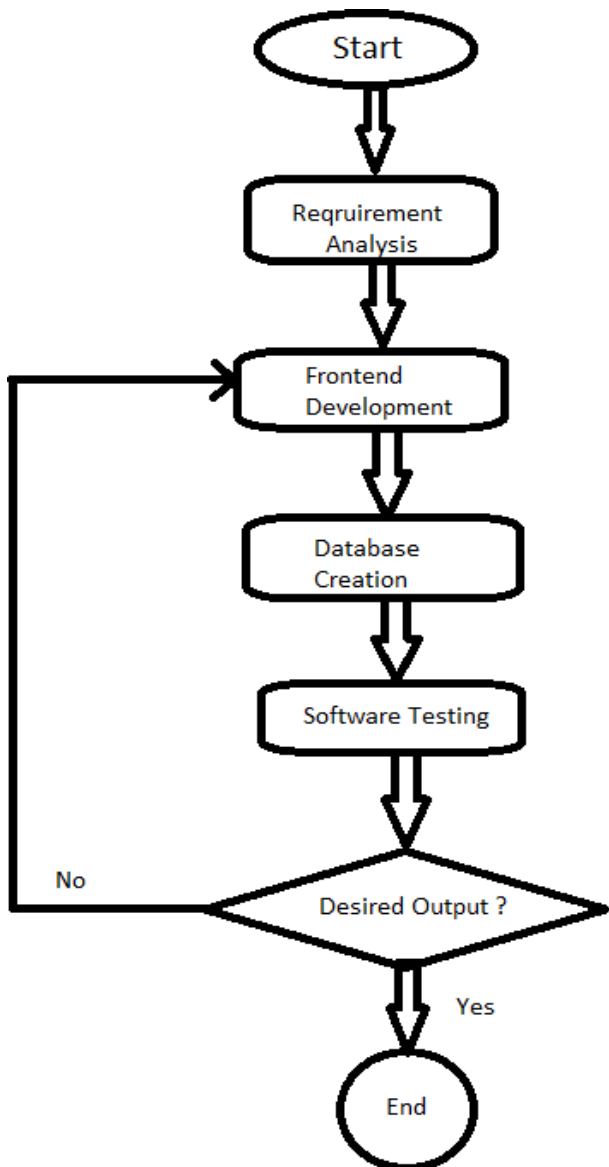 Start
Reqruirement
Analysis
Frontend
Development
Database
Creation
Software Testing
Desired Output ?
No
Yes
End